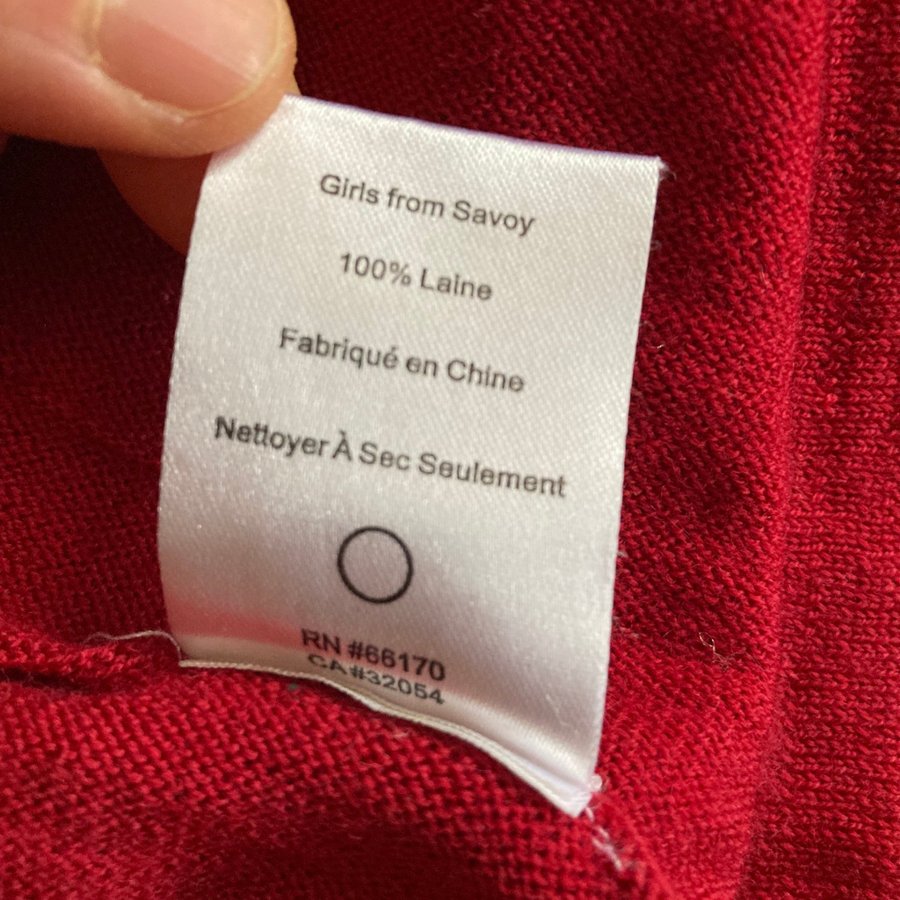 Girls from Savoy
100% Laine
Fabriqué en Chine
Nettoyer À Sec Seulement
RN #66170
CA#32054